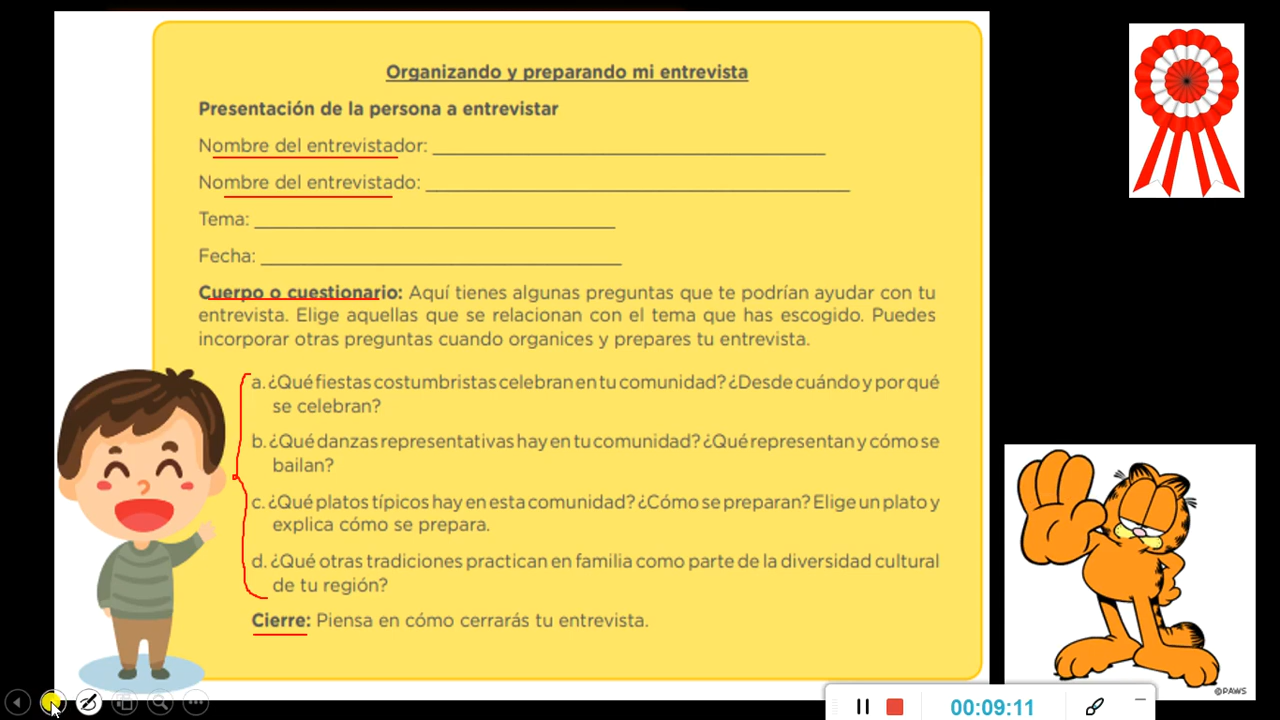 Organizando y preparando mi entrevista
Presentación de la persona a entrevistar
Nombre del entrevistador: ____________________
Nombre del entrevistado: ____________________
Tema: ____________________
Fecha: ____________________
Cuerpo o cuestionario: Aquí tienes algunas preguntas que te podrían ayudar con tu
entrevista. Elige aquellas que se relacionan con el tema que has escogido. Puedes
incorporar otras preguntas cuando organices y prepares tu entrevista.
a. ¿Qué fiestas costumbristas celebran en tu comunidad? ¿Desde cuándo y por qué
se celebran?
b. ¿Qué danzas representativas hay en tu comunidad? ¿Qué representan y cómo se
bailan?
c. ¿Qué platos típicos hay en esta comunidad? ¿Cómo se preparan? Elige un plato y
explica cómo se prepara.
d. ¿Qué otras tradiciones practican en familia como parte de la diversidad cultural
de tu región?
Cierre: Piensa en cómo cerrarás tu entrevista.
©PAWS
00:09:11